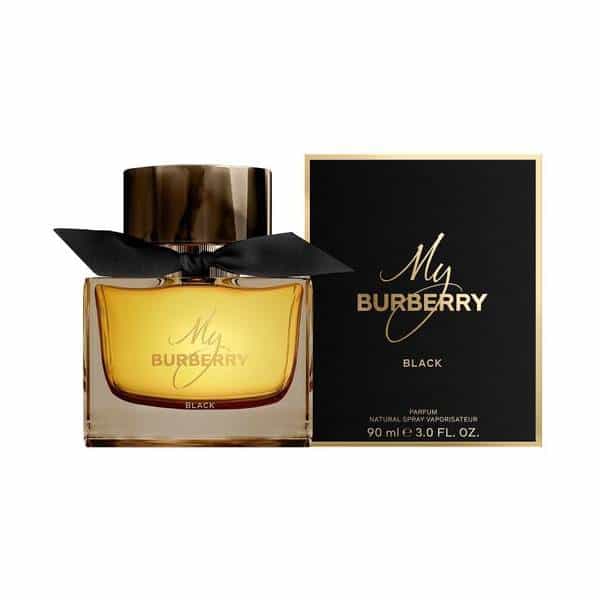 My
BURBERRY
BLACK
My
BURBERRY
BLACK
PARFUM
NATURAL SPRAY VAPORISATEUR
90 ml ℮ 3.0 FL. OZ.